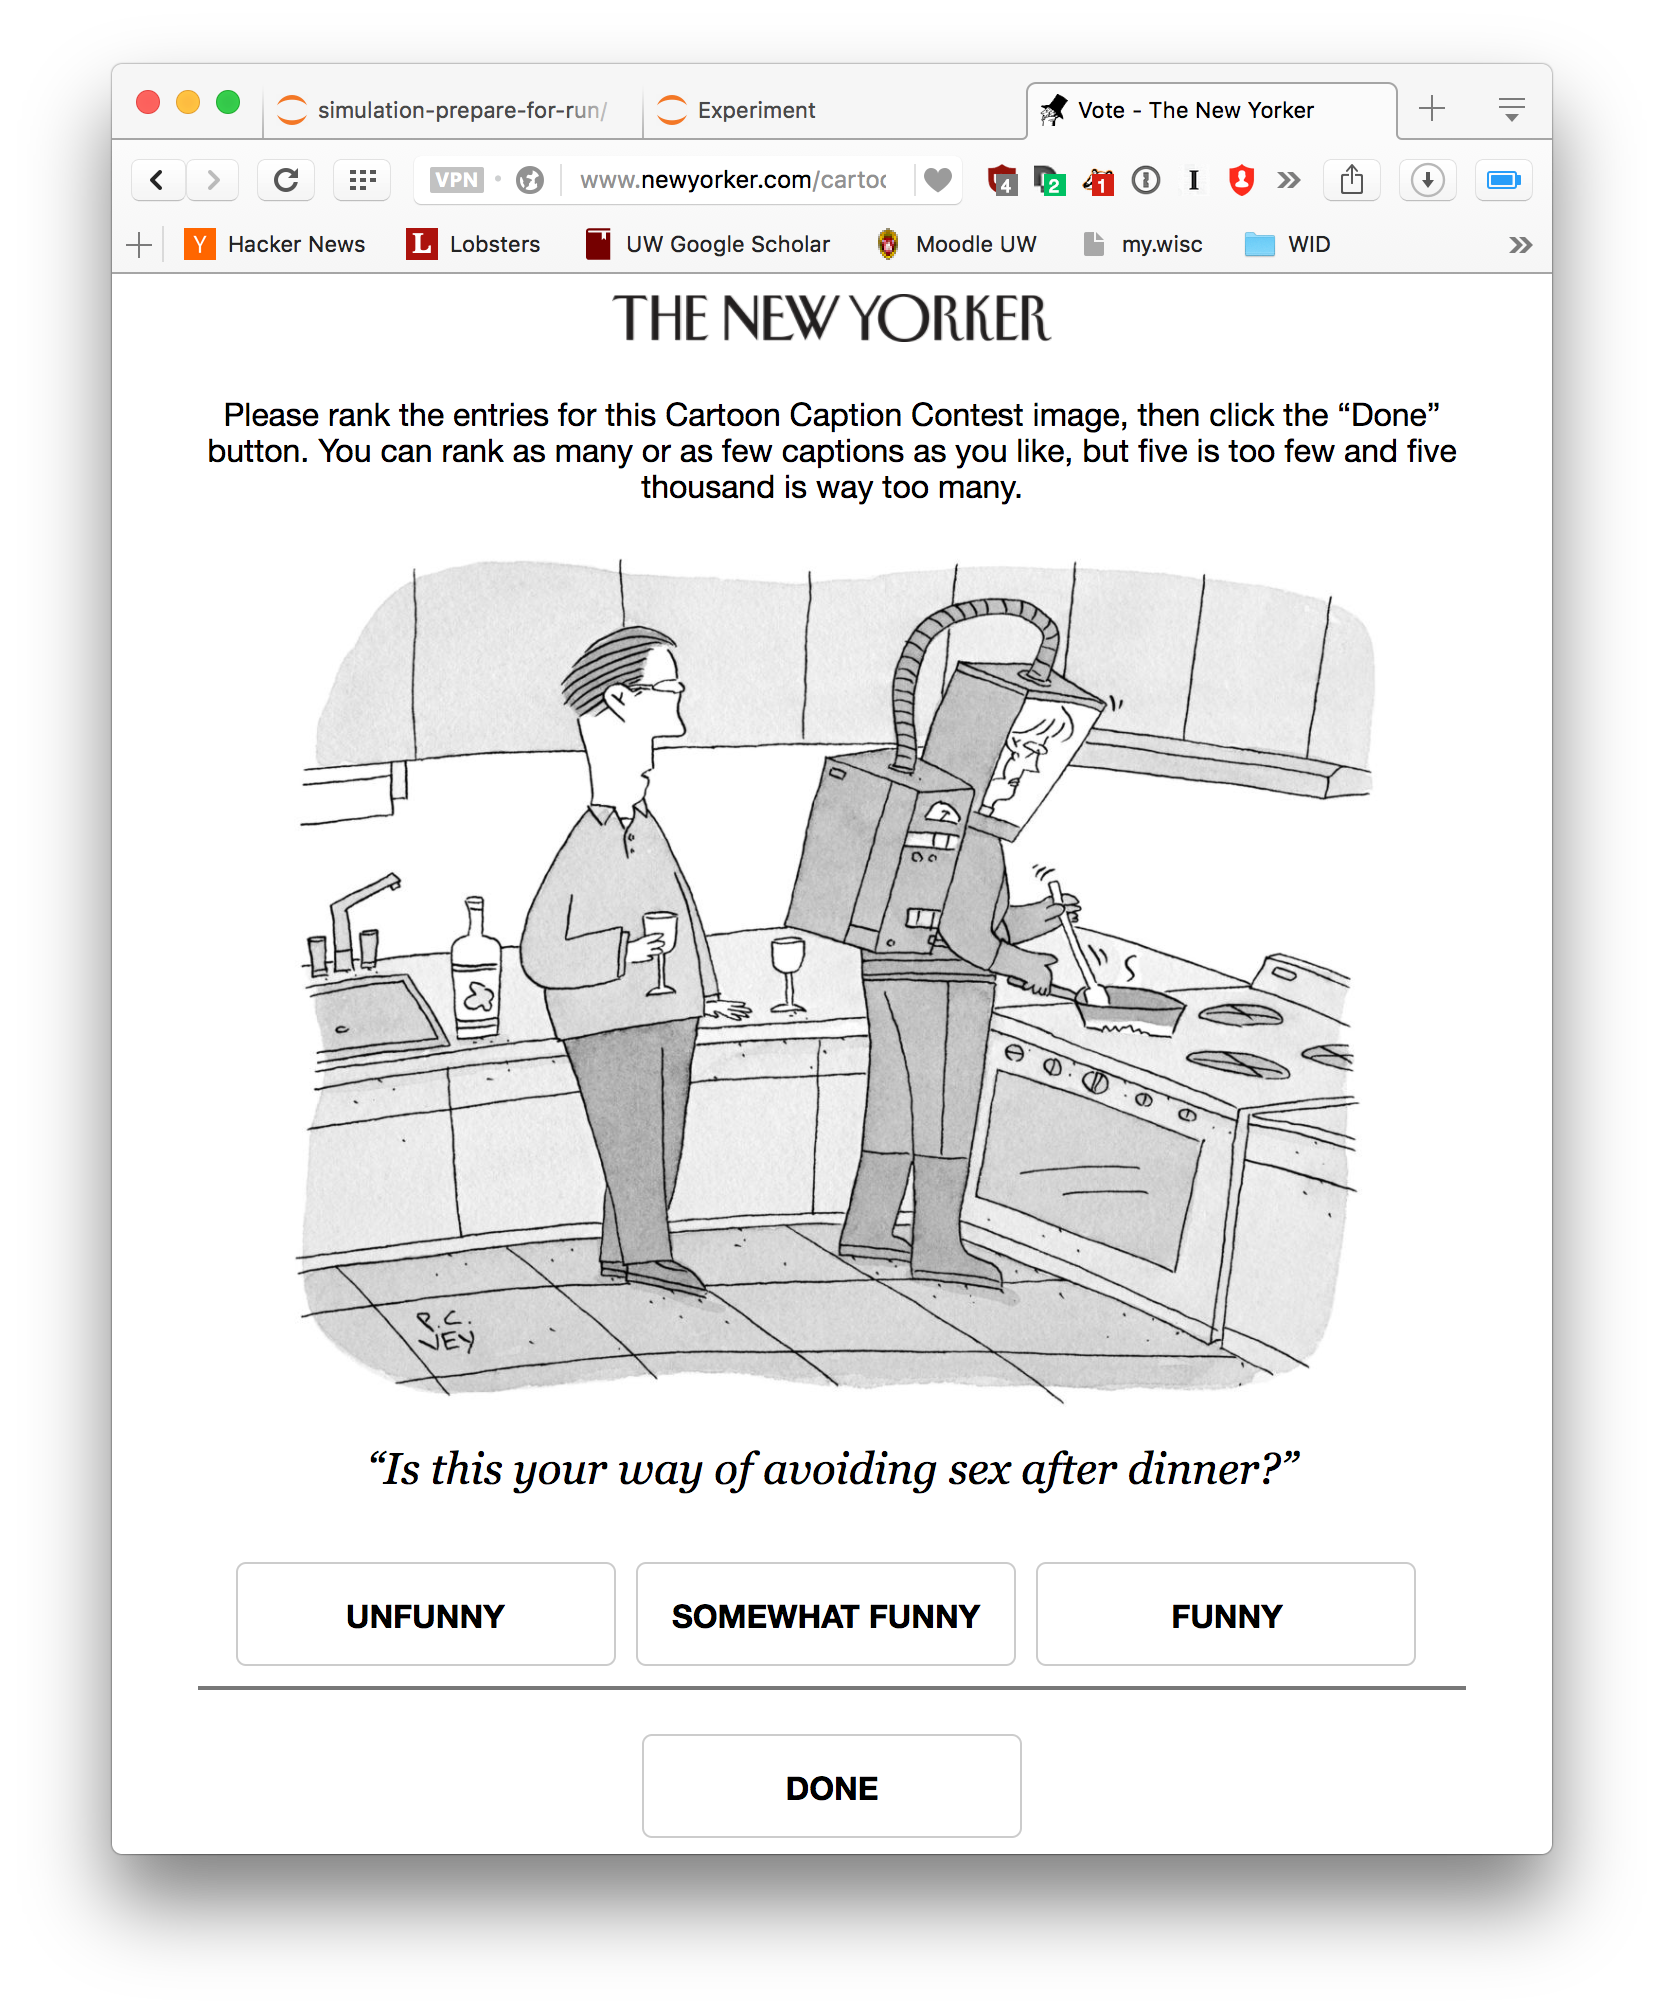 simulation-prepare-for-run/
Experiment
Vote - The New Yorker
VPN
www.newyorker.com/cartoo
4
2
1
I
Y Hacker News
L Lobsters
UW Google Scholar
Moodle UW
my.wisc
WID
THE NEW YORKER
Please rank the entries for this Cartoon Caption Contest image, then click the “Done”
button. You can rank as many or as few captions as you like, but five is too few and five
thousand is way too many.
P.C.
VEY
“Is this your way of avoiding sex after dinner?”
UNFUNNY
SOMEWHAT FUNNY
FUNNY
DONE